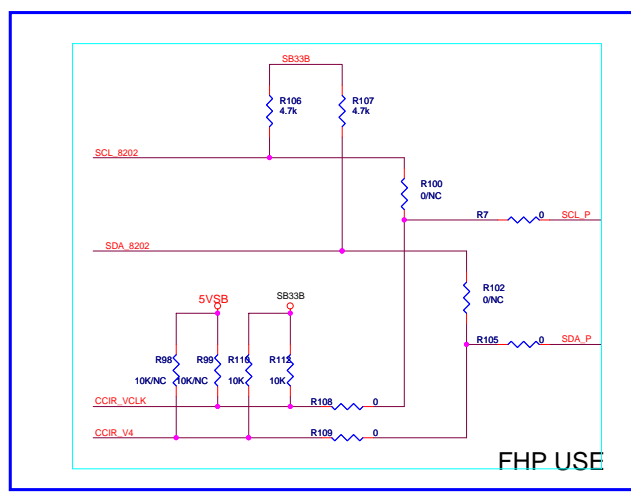 SB33B
R106
4.7k
R107
4.7k
SCL_8202
R100
0/NC
R7 0 SCL_P
SDA_8202
R102
0/NC
5VSB
SB33B
R105 0 SDA_P
R98 R99 R110 R112
10K/NC 10K/NC 10K 10K
CCIR_VCLK R108 0
CCIR_V4 R109 0
FHP USE